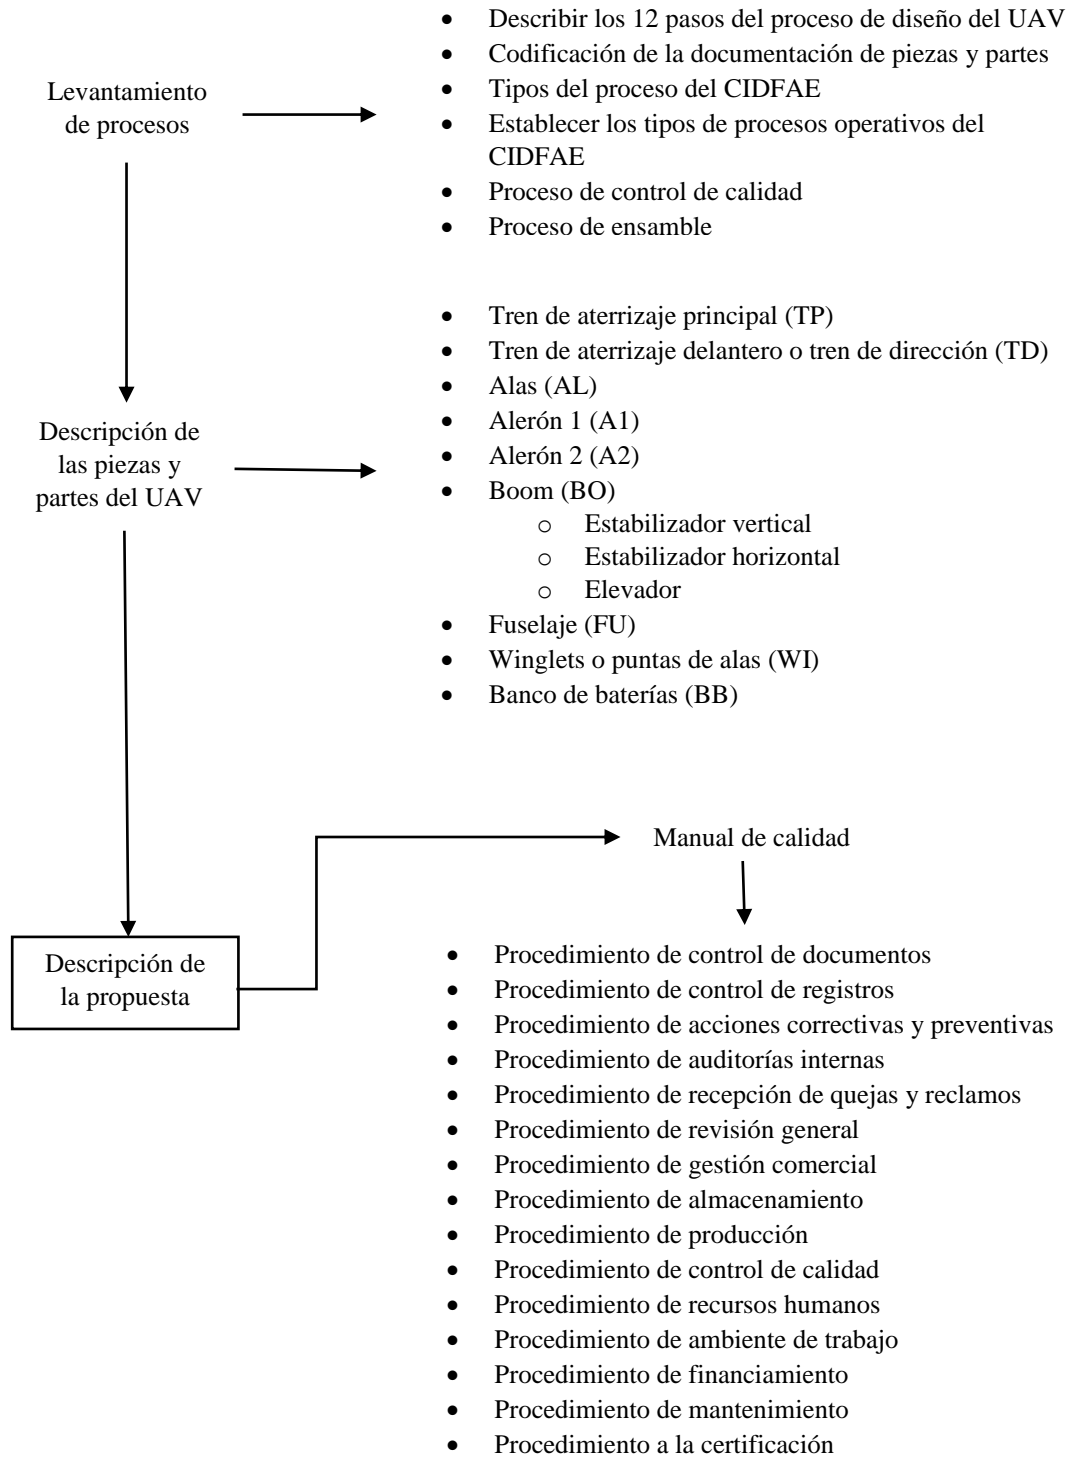 Levantamiento
de procesos
• Describir los 12 pasos del proceso de diseño del UAV
• Codificación de la documentación de piezas y partes
• Tipos del proceso del CIDFAE
• Establecer los tipos de procesos operativos del
CIDFAE
• Proceso de control de calidad
• Proceso de ensamble
Descripción de
las piezas y
partes del UAV
• Tren de aterrizaje principal (TP)
• Tren de aterrizaje delantero o tren de dirección (TD)
• Alas (AL)
• Alerón 1 (A1)
• Alerón 2 (A2)
• Boom (BO)
o Estabilizador vertical
o Estabilizador horizontal
o Elevador
• Fuselaje (FU)
• Winglets o puntas de alas (WI)
• Banco de baterías (BB)
Descripción de
la propuesta
Manual de calidad
• Procedimiento de control de documentos
• Procedimiento de control de registros
• Procedimiento de acciones correctivas y preventivas
• Procedimiento de auditorías internas
• Procedimiento de recepción de quejas y reclamos
• Procedimiento de revisión general
• Procedimiento de gestión comercial
• Procedimiento de almacenamiento
• Procedimiento de producción
• Procedimiento de control de calidad
• Procedimiento de recursos humanos
• Procedimiento de ambiente de trabajo
• Procedimiento de financiamiento
• Procedimiento de mantenimiento
• Procedimiento a la certificación